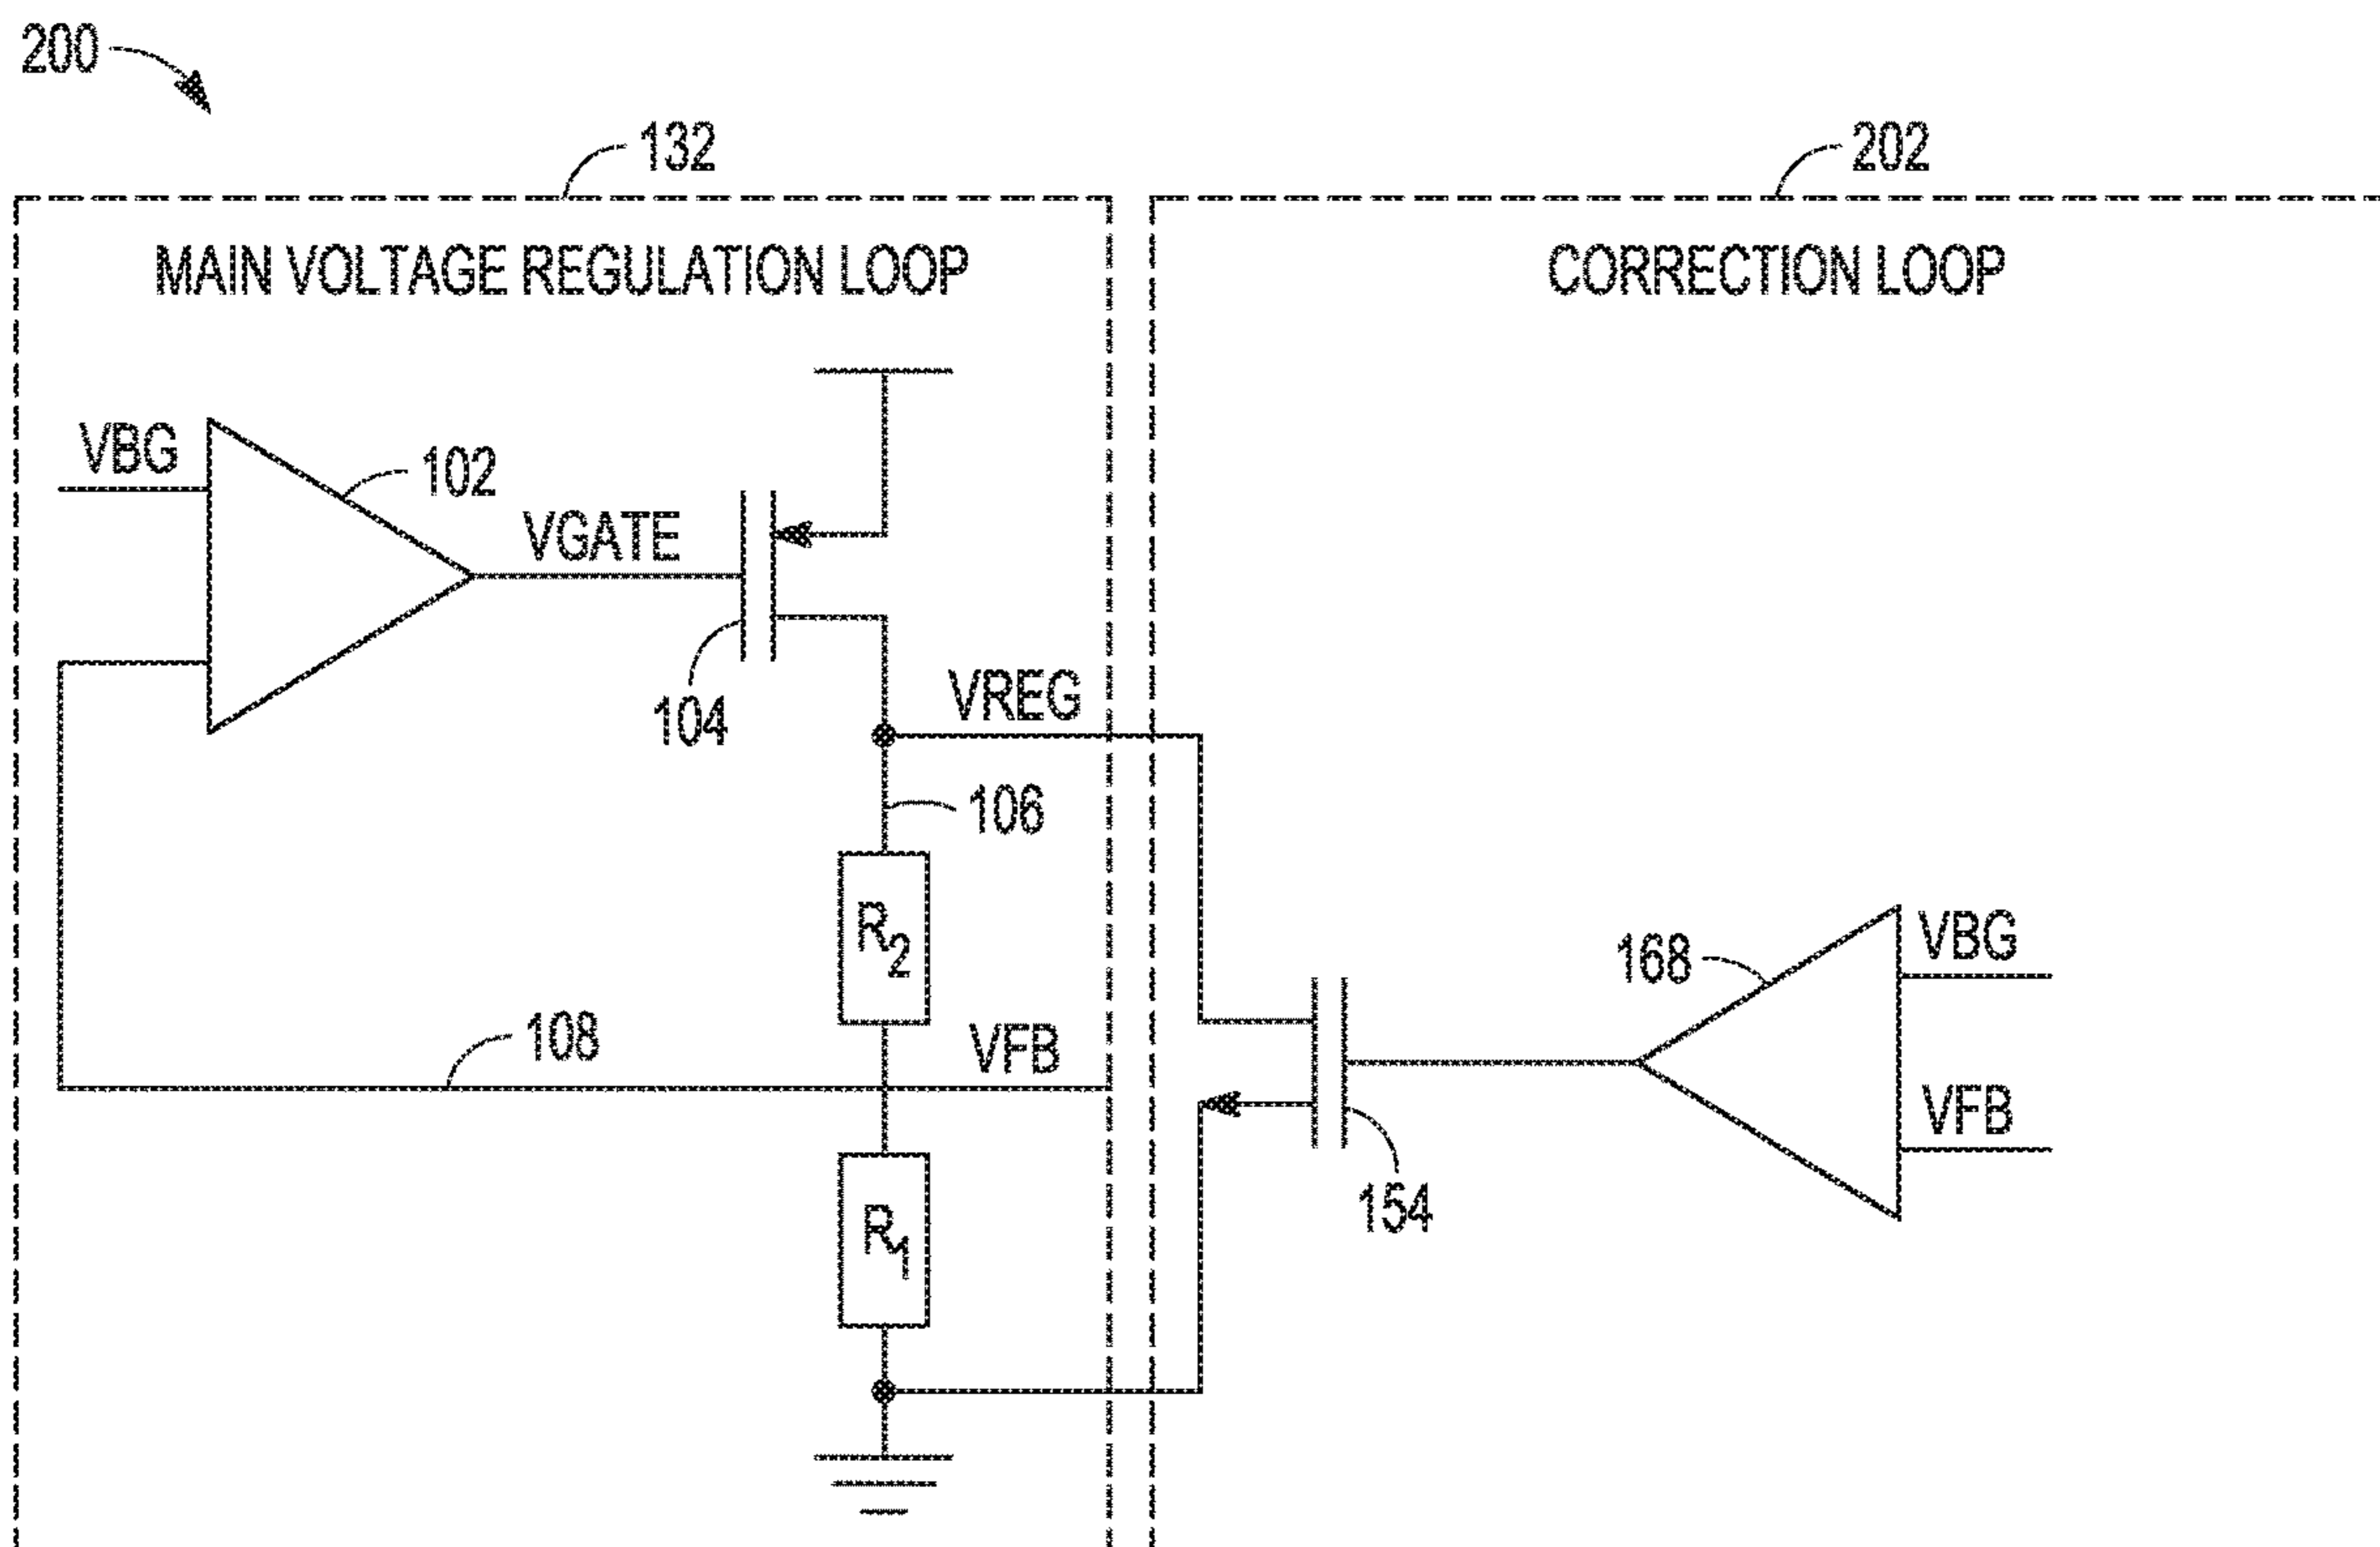 200
132
202
MAIN VOLTAGE REGULATION LOOP
CORRECTION LOOP
VBG
102
VGATE
104
VREG
106
R2
VBG
168
108
VFB
VFB
154
R1